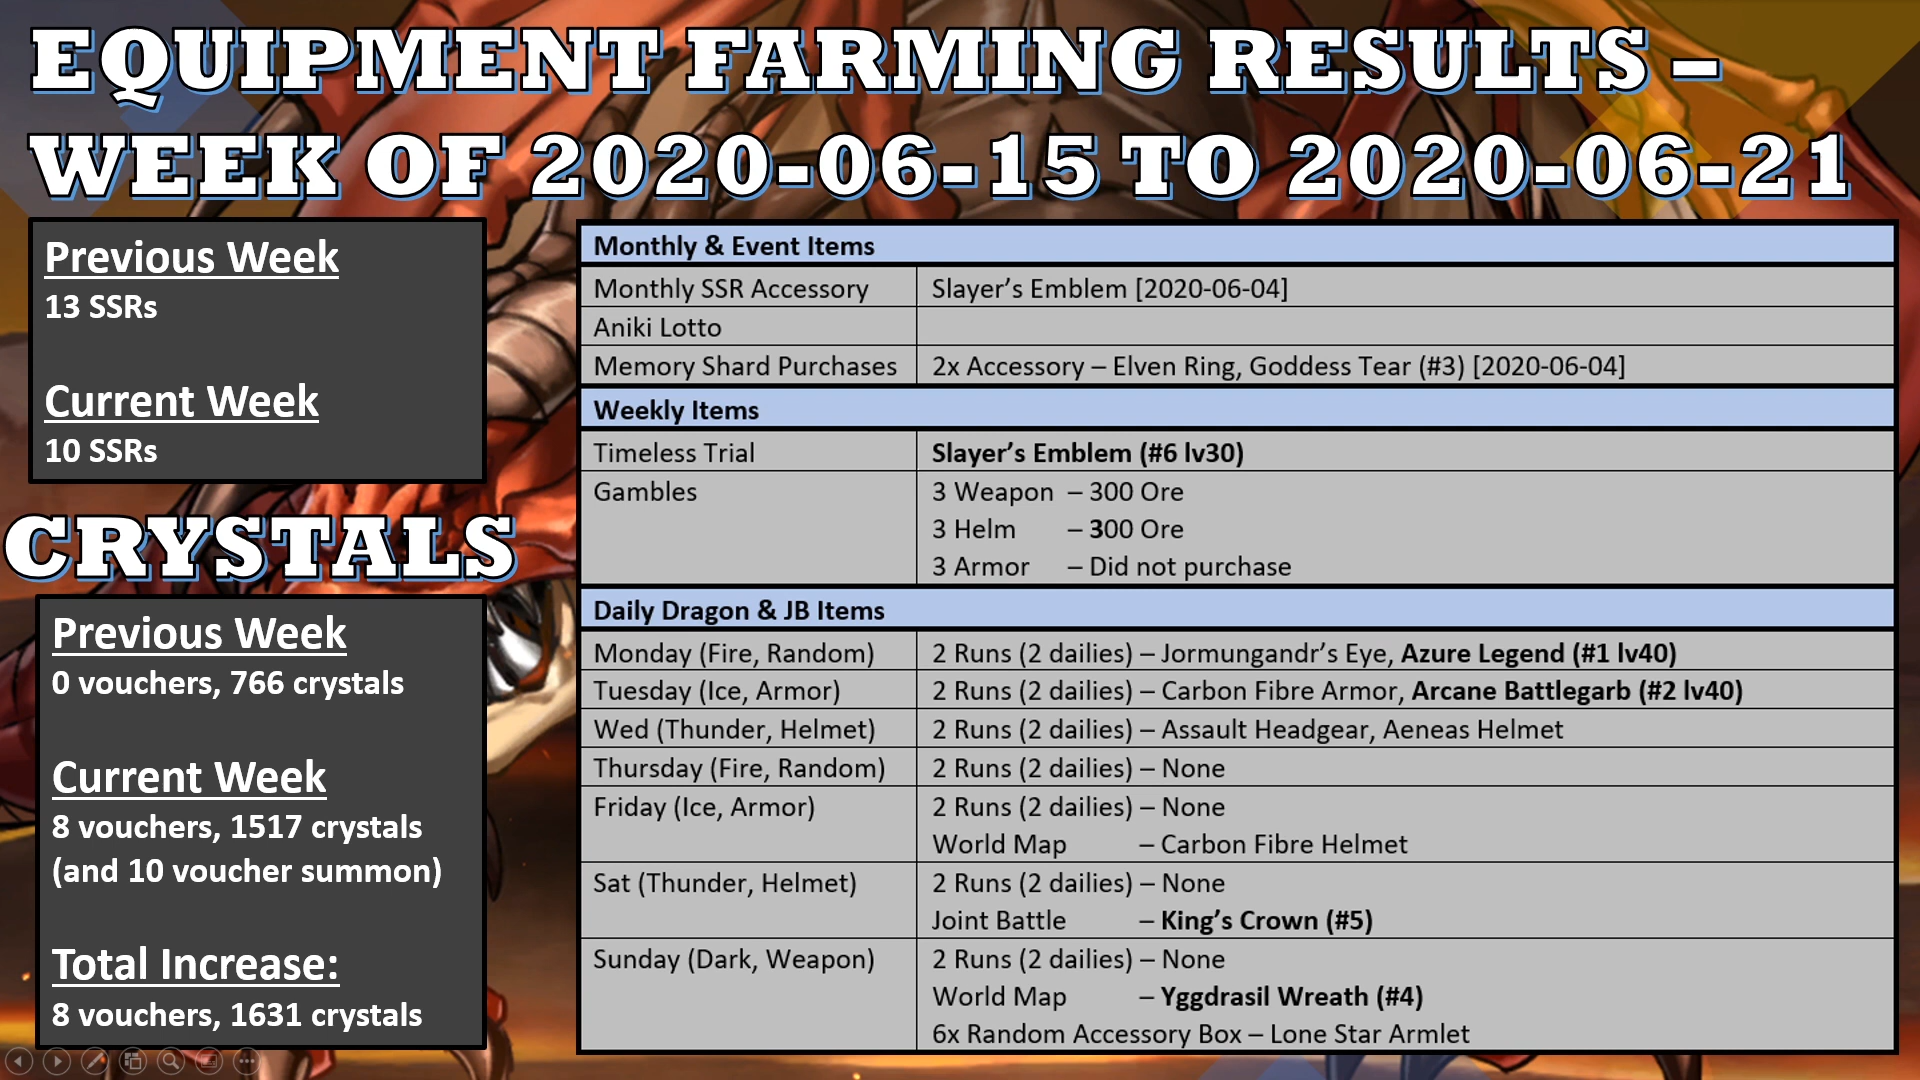 EQUIPMENT FARMING RESULTS –
WEEK OF 2020-06-15 TO 2020-06-21
Previous Week
13 SSRs
Current Week
10 SSRs
CRYSTALS
Previous Week
0 vouchers, 766 crystals
Current Week
8 vouchers, 1517 crystals
(and 10 voucher summon)
Total Increase:
8 vouchers, 1631 crystals
Monthly & Event Items
Monthly SSR Accessory Slayer’s Emblem [2020-06-04]
Aniki Lotto
Memory Shard Purchases 2x Accessory – Elven Ring, Goddess Tear (#3) [2020-06-04]
Weekly Items
Timeless Trial Slayer’s Emblem (#6 lv30)
Gambles 3 Weapon – 300 Ore
3 Helm – 300 Ore
3 Armor – Did not purchase
Daily Dragon & JB Items
Monday (Fire, Random) 2 Runs (2 dailies) – Jormungandr’s Eye, Azure Legend (#1 lv40)
Tuesday (Ice, Armor) 2 Runs (2 dailies) – Carbon Fibre Armor, Arcane Battlegarb (#2 lv40)
Wed (Thunder, Helmet) 2 Runs (2 dailies) – Assault Headgear, Aeneas Helmet
Thursday (Fire, Random) 2 Runs (2 dailies) – None
Friday (Ice, Armor) 2 Runs (2 dailies) – None
World Map – Carbon Fibre Helmet
Sat (Thunder, Helmet) 2 Runs (2 dailies) – None
Joint Battle – King’s Crown (#5)
Sunday (Dark, Weapon) 2 Runs (2 dailies) – None
World Map – Yggdrasil Wreath (#4)
6x Random Accessory Box – Lone Star Armlet